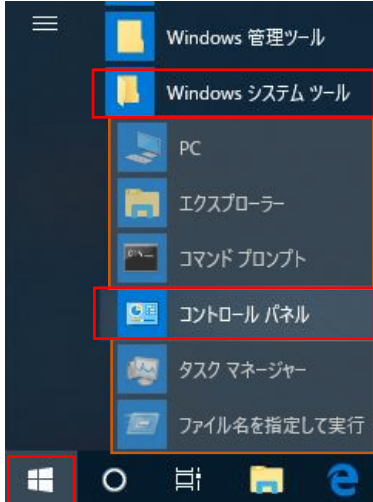 Windows 管理ツール
Windows システム ツール
PC
エクスプローラー
コマンド プロンプト
コントロール パネル
タスク マネージャー
ファイル名を指定して実行